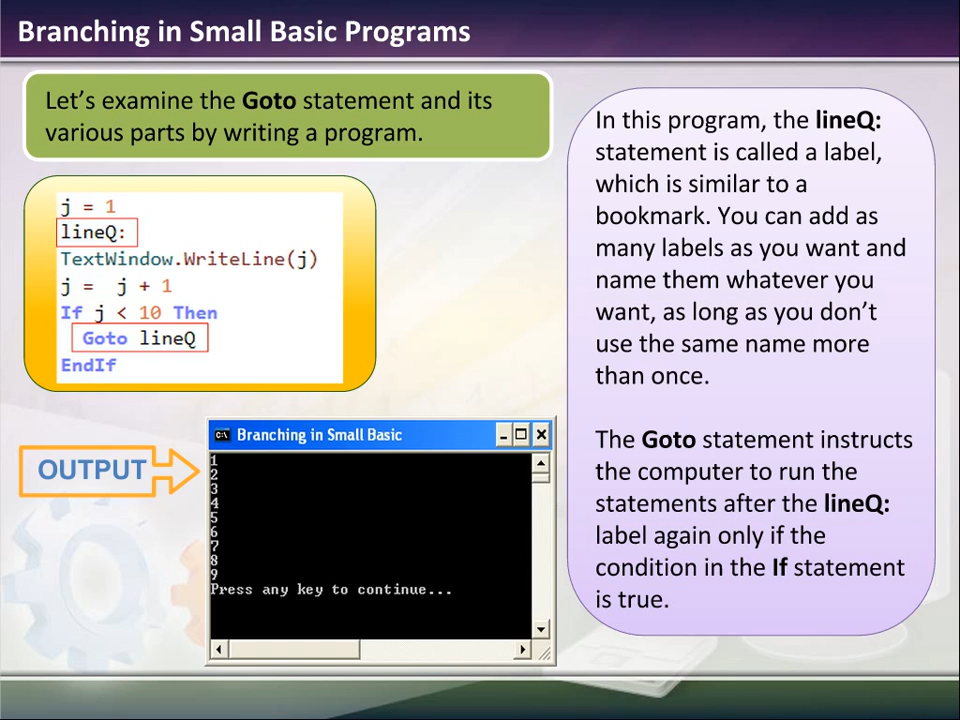 Branching in Small Basic Programs
Let’s examine the Goto statement and its
various parts by writing a program.
j = 1
lineQ:
TextWindow.WriteLine(j)
j = j + 1
If j < 10 Then
Goto lineQ
EndIf
In this program, the lineQ:
statement is called a label,
which is similar to a
bookmark. You can add as
many labels as you want and
name them whatever you
want, as long as you don’t
use the same name more
than once.
The Goto statement instructs
the computer to run the
statements after the lineQ:
label again only if the
condition in the If statement
is true.
OUTPUT
C:\ Branching in Small Basic
1
2
3
4
5
6
7
8
9
Press any key to continue...